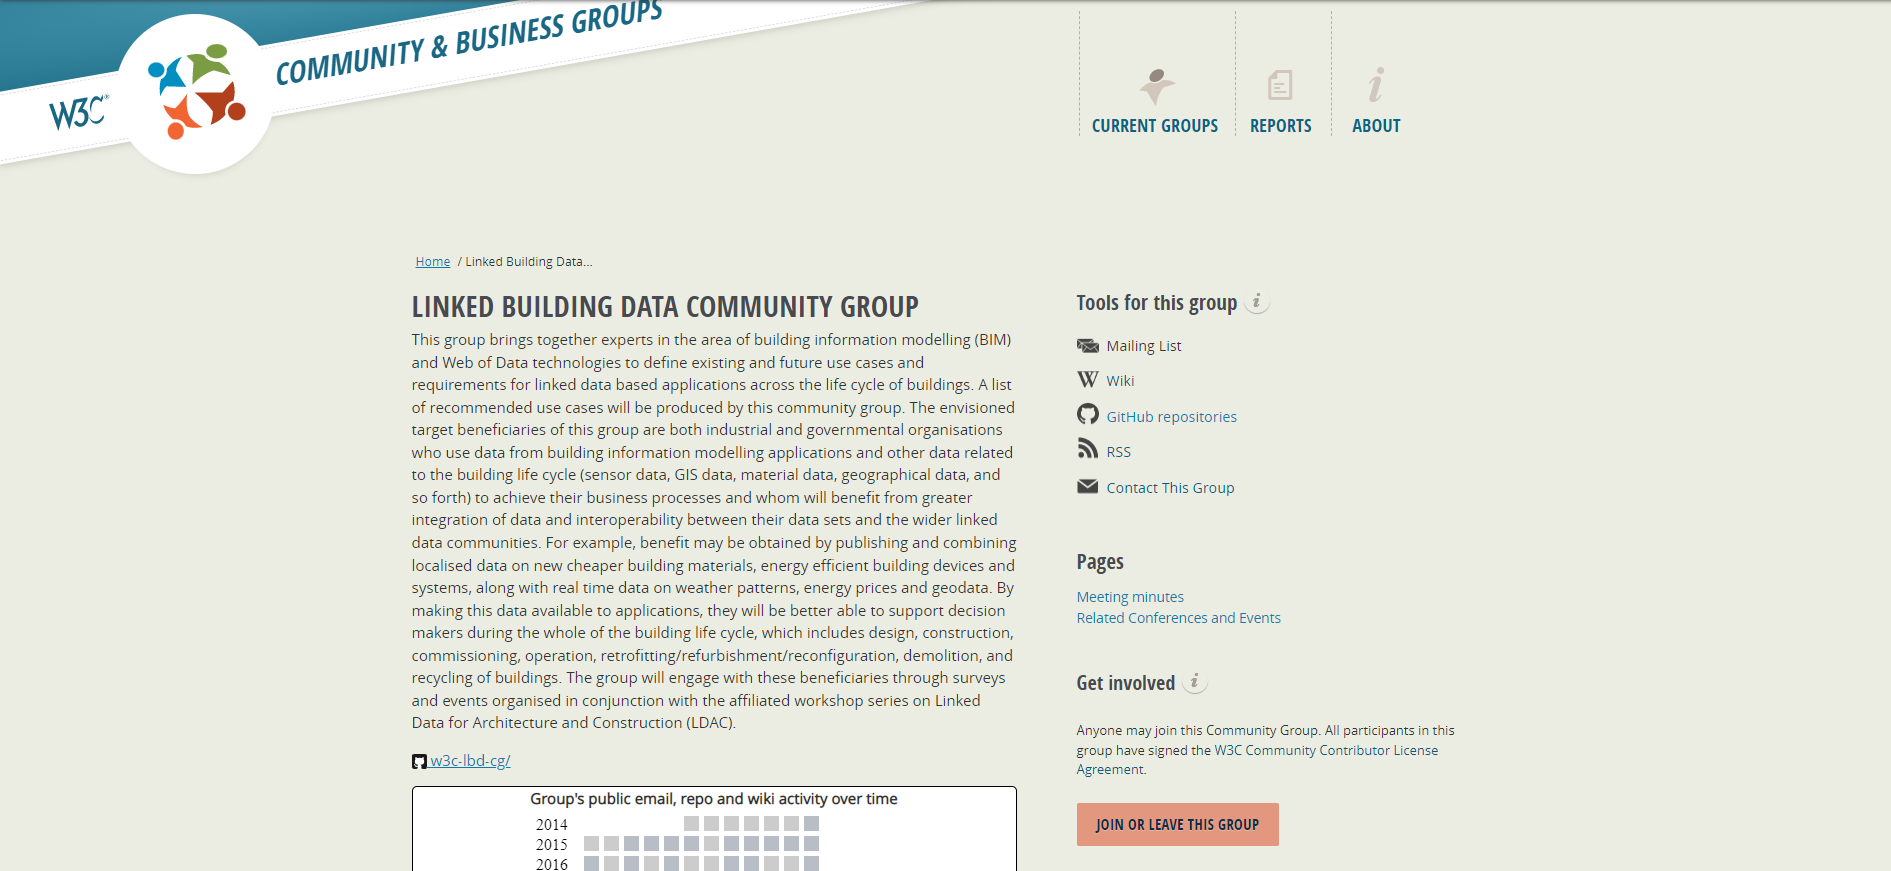 COMMUNITY & BUSINESS GROUPS
W3C®
CURRENT GROUPS
REPORTS
ABOUT
Home / Linked Building Data...
LINKED BUILDING DATA COMMUNITY GROUP
This group brings together experts in the area of building information modelling (BIM)
and Web of Data technologies to define existing and future use cases and
requirements for linked data based applications across the life cycle of buildings. A list
of recommended use cases will be produced by this community group. The envisioned
target beneficiaries of this group are both industrial and governmental organisations
who use data from building information modelling applications and other data related
to the building life cycle (sensor data, GIS data, material data, geographical data, and
so forth) to achieve their business processes and whom will benefit from greater
integration of data and interoperability between their data sets and the wider linked
data communities. For example, benefit may be obtained by publishing and combining
localised data on new cheaper building materials, energy efficient building devices and
systems, along with real time data on weather patterns, energy prices and geodata. By
making this data available to applications, they will be better able to support decision
makers during the whole of the building life cycle, which includes design, construction,
commissioning, operation, retrofitting/refurbishment/reconfiguration, demolition, and
recycling of buildings. The group will engage with these beneficiaries through surveys
and events organised in conjunction with the affiliated workshop series on Linked
Data for Architecture and Construction (LDAC).
w3c-lbd-cg/
Group's public email, repo and wiki activity over time
2014
2015
2016
Tools for this group i
Mailing List
W Wiki
GitHub repositories
RSS
Contact This Group
Pages
Meeting minutes
Related Conferences and Events
Get involved i
Anyone may join this Community Group. All participants in this
group have signed the W3C Community Contributor License
Agreement.
JOIN OR LEAVE THIS GROUP